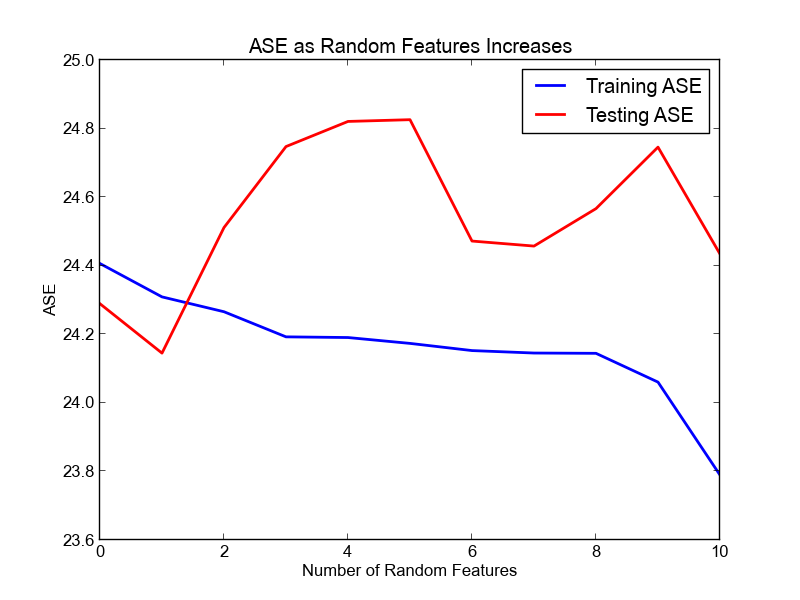 ASE as Random Features Increases
Training ASE
Testing ASE
25.0
24.8
24.6
24.4
24.2
24.0
23.8
23.6
ASE
0 2 4 6 8 10
Number of Random Features